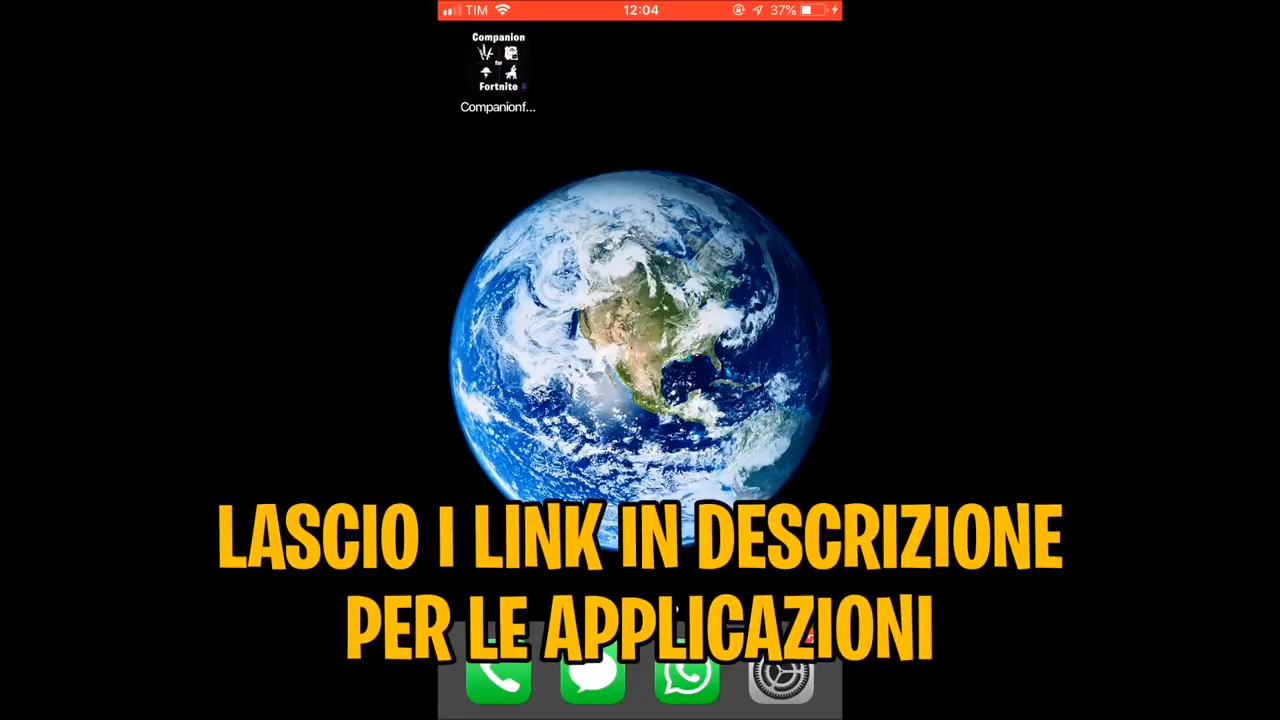 TIM 12:04 37%
Companion
for
Fortnite
Companionf...
LASCIO I LINK IN DESCRIZIONE
PER LE APPLICAZIONI